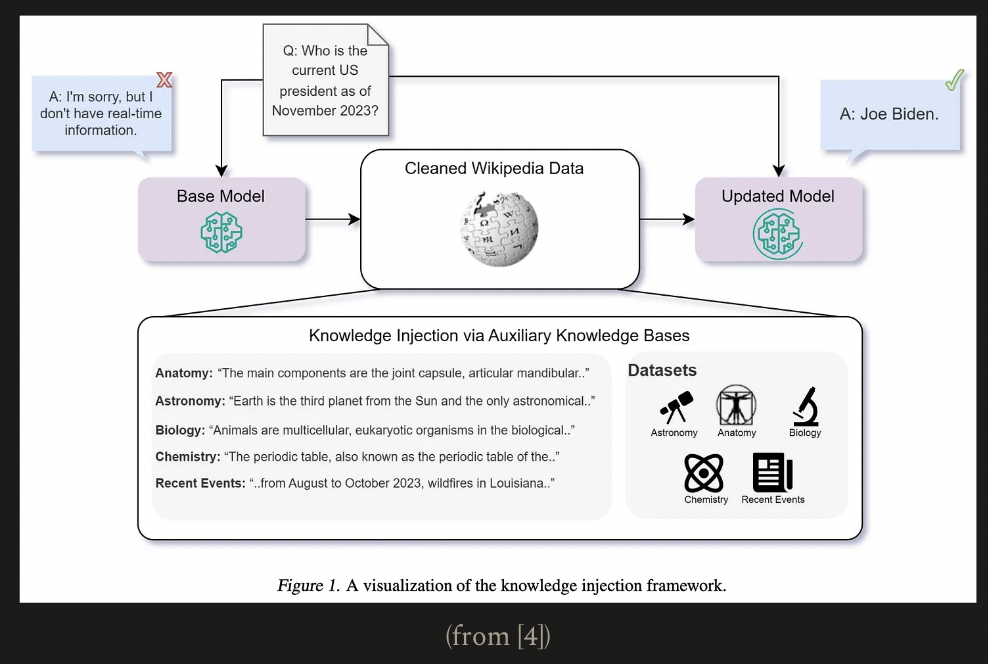 Q: Who is the
current US
president as of
November 2023?
A: I'm sorry, but I
don't have real-time
information.
A: Joe Biden.
Base Model
Cleaned Wikipedia Data
Updated Model
Knowledge Injection via Auxiliary Knowledge Bases
Anatomy: “The main components are the joint capsule, articular mandibular..”
Astronomy: “Earth is the third planet from the Sun and the only astronomical..”
Biology: “Animals are multicellular, eukaryotic organisms in the biological..”
Chemistry: “The periodic table, also known as the periodic table of the..”
Recent Events: “..from August to October 2023, wildfires in Louisiana..”
Datasets
Astronomy
Anatomy
Biology
Chemistry
Recent Events
Figure 1. A visualization of the knowledge injection framework.
(from [4])